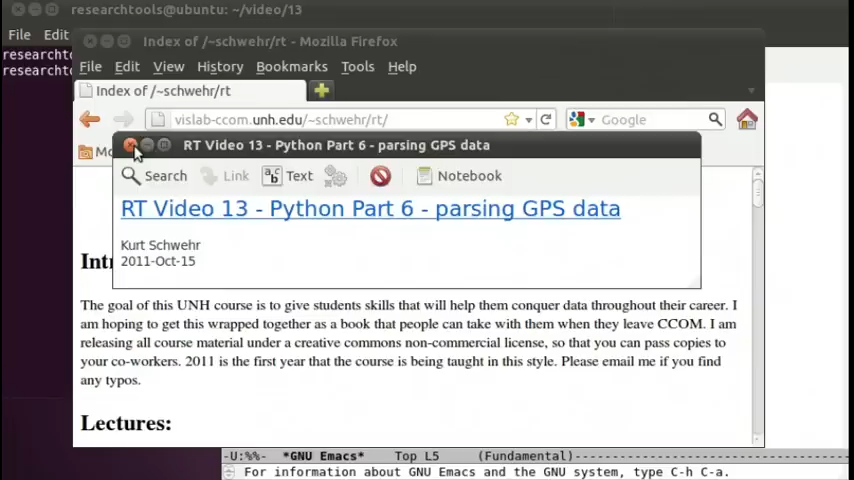 researchtools@ubuntu: ~/video/13
File Edit
researchto
researchto
Index of /~schwehr/rt - Mozilla Firefox
File Edit View History Bookmarks Tools Help
Index of /~schwehr/rt
vislab-ccom.unh.edu/~schwehr/rt/
Google
Mo
RT Video 13 - Python Part 6 - parsing GPS data
Search Link Text Notebook
RT Video 13 - Python Part 6 - parsing GPS data
Kurt Schwehr
2011-Oct-15
Intr
The goal of this UNH course is to give students skills that will help them conquer data throughout their career. I
am hoping to get this wrapped together as a book that people can take with them when they leave CCOM. I am
releasing all course material under a creative commons non-commercial license, so that you can pass copies to
your co-workers. 2011 is the first year that the course is being taught in this style. Please email me if you find
any typos.
Lectures:
-U:%%- *GNU Emacs* Top L5 (Fundamental)------------------------------
For information about GNU Emacs and the GNU system, type C-h C-a.